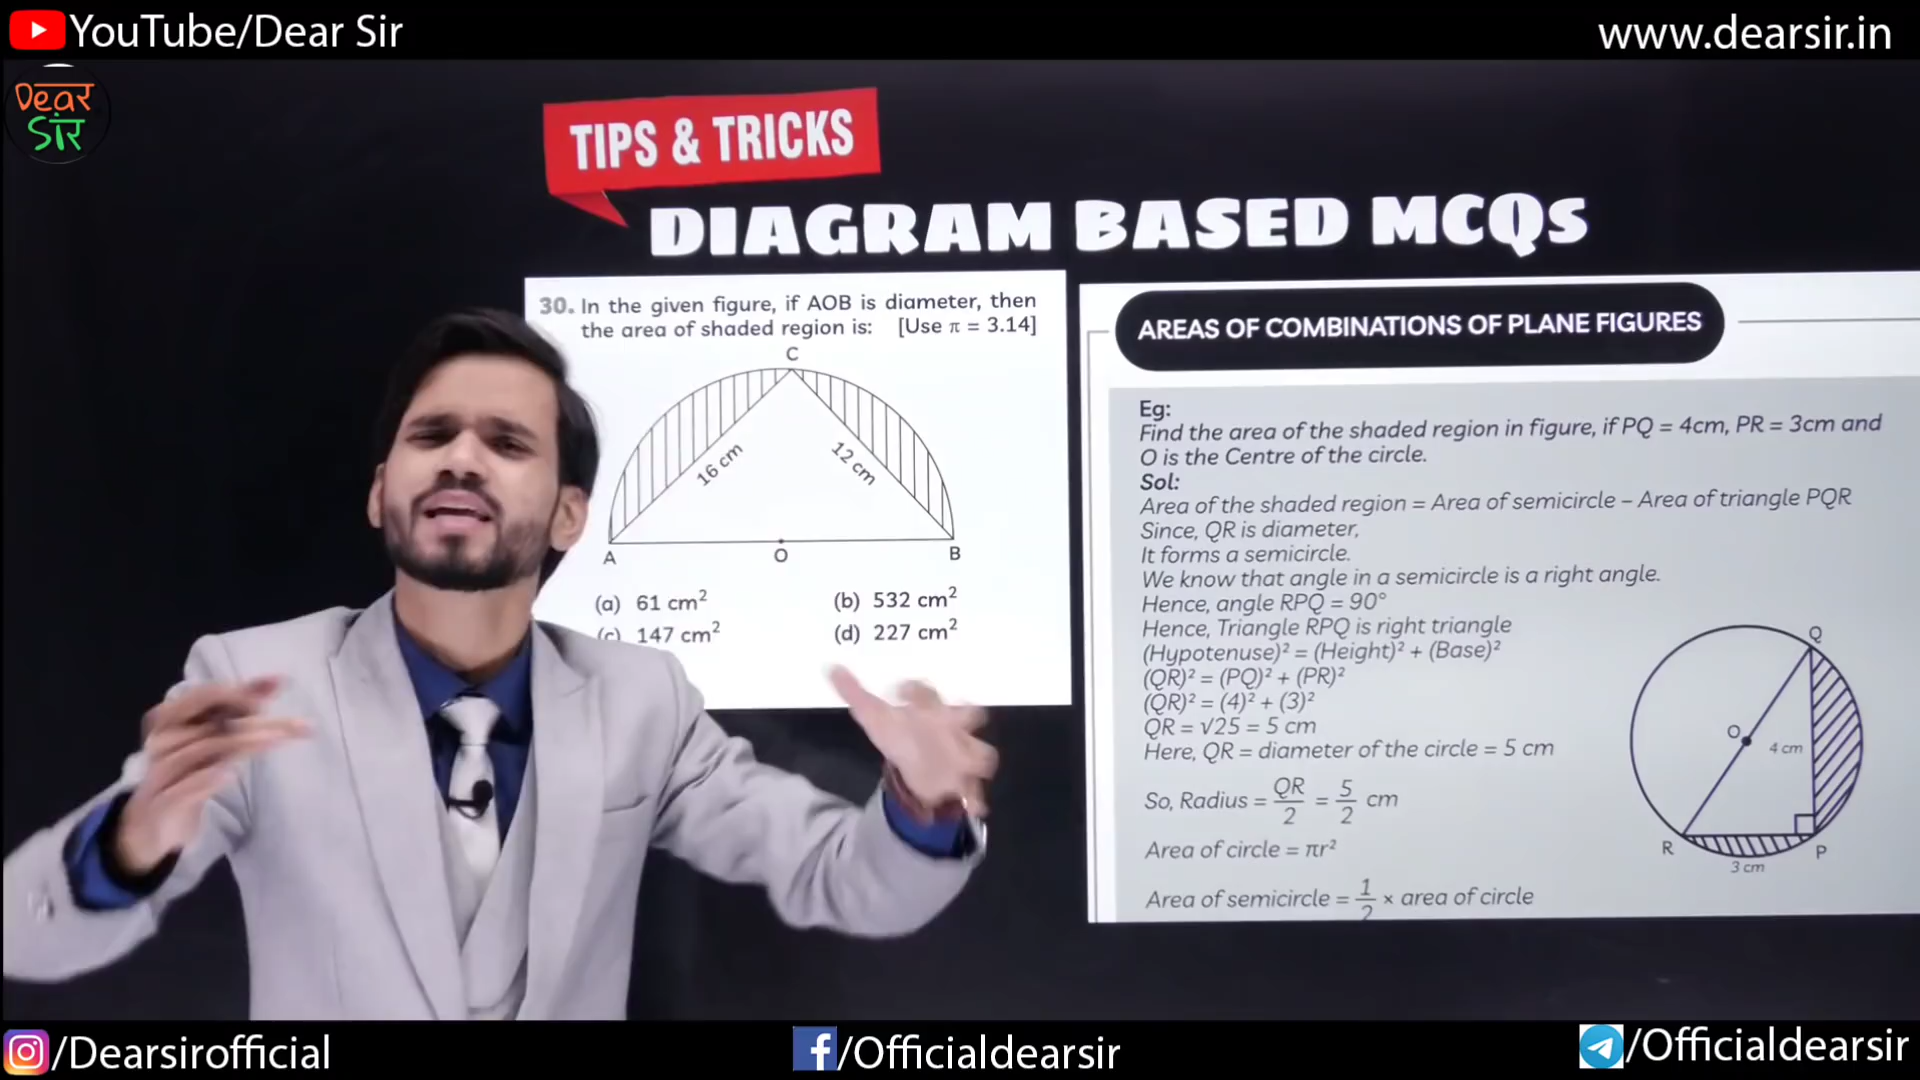 YouTube/Dear Sir
www.dearsir.in
Dear
Sir
TIPS & TRICKS
DIAGRAM BASED MCQs
30. In the given figure, if AOB is diameter, then
the area of shaded region is: [Use π = 3.14]
C
16 cm
12 cm
A
O
B
(a) 61 cm²
(b) 532 cm²
(c) 147 cm²
(d) 227 cm²
AREAS OF COMBINATIONS OF PLANE FIGURES
Eg:
Find the area of the shaded region in figure, if PQ = 4cm, PR = 3cm and
O is the Centre of the circle.
Sol:
Area of the shaded region = Area of semicircle – Area of triangle PQR
Since, QR is diameter,
It forms a semicircle.
We know that angle in a semicircle is a right angle.
Hence, angle RPQ = 90°
Hence, Triangle RPQ is right triangle
(Hypotenuse)² = (Height)² + (Base)²
(QR)² = (PQ)² + (PR)²
(QR)² = (4)² + (3)²
QR = √25 = 5 cm
Here, QR = diameter of the circle = 5 cm
So, Radius = QR/2 = 5/2 cm
Area of circle = πr²
Area of semicircle = 1/2 × area of circle
Q
O
4 cm
R
P
3 cm
/Dearsirofficial
/Officialdearsir
/Officialdearsir